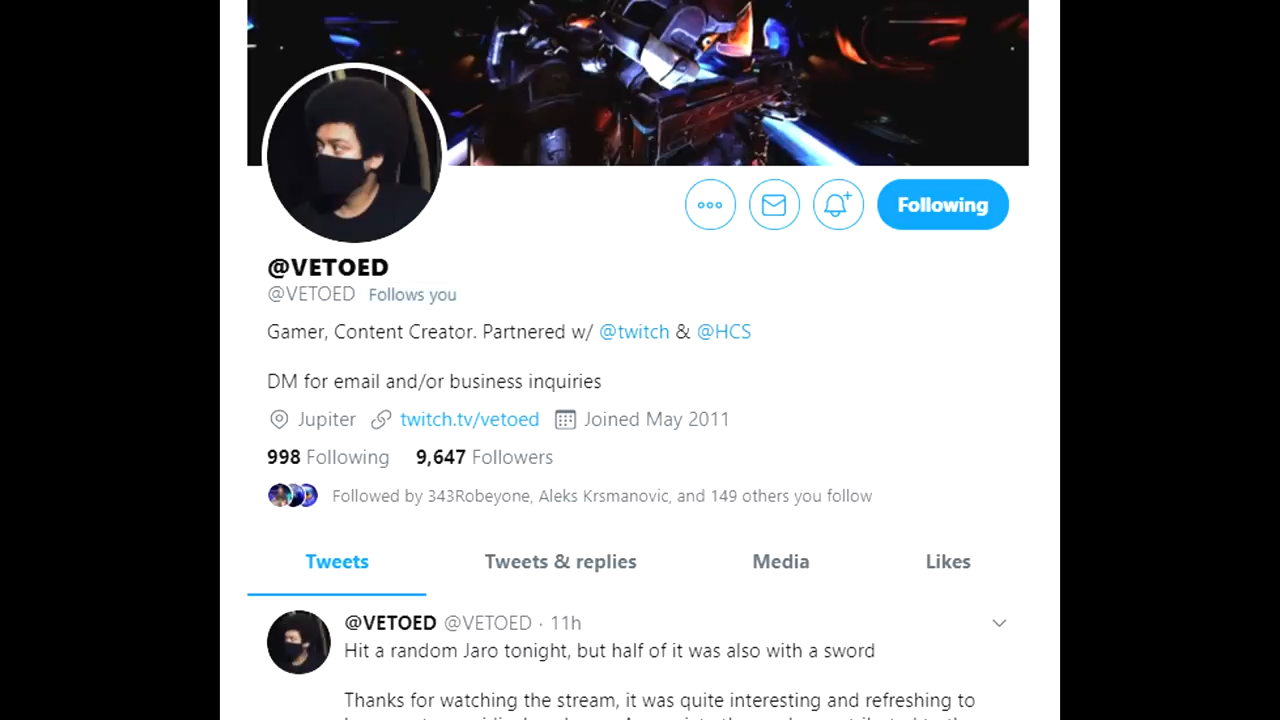 Following
@VETOED
@VETOED Follows you
Gamer, Content Creator. Partnered w/ @twitch & @HCS
DM for email and/or business inquiries
Jupiter twitch.tv/vetoed Joined May 2011
998 Following 9,647 Followers
Followed by 343Robeyone, Aleks Krsmanovic, and 149 others you follow
Tweets Tweets & replies Media Likes
@VETOED @VETOED · 11h
Hit a random Jaro tonight, but half of it was also with a sword
Thanks for watching the stream, it was quite interesting and refreshing to